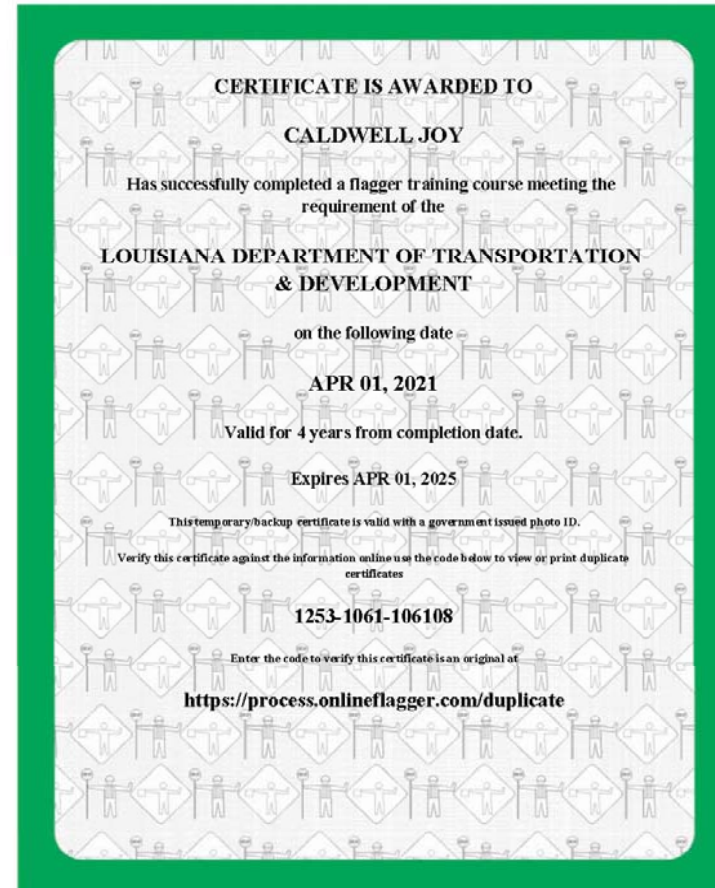 CERTIFICATE IS AWARDED TO
CALDWELL JOY
Has successfully completed a flagger training course meeting the
requirement of the
LOUISIANA DEPARTMENT OF TRANSPORTATION
& DEVELOPMENT
on the following date
APR 01, 2021
Valid for 4 years from completion date.
Expires APR 01, 2025
This temporary/backup certificate is valid with a government issued photo ID.
Verify this certificate against the information online use the code below to view or print duplicate
certificates
1253-1061-106108
Enter the code to verify this certificate is an original at
https://process.onlineflagger.com/duplicate